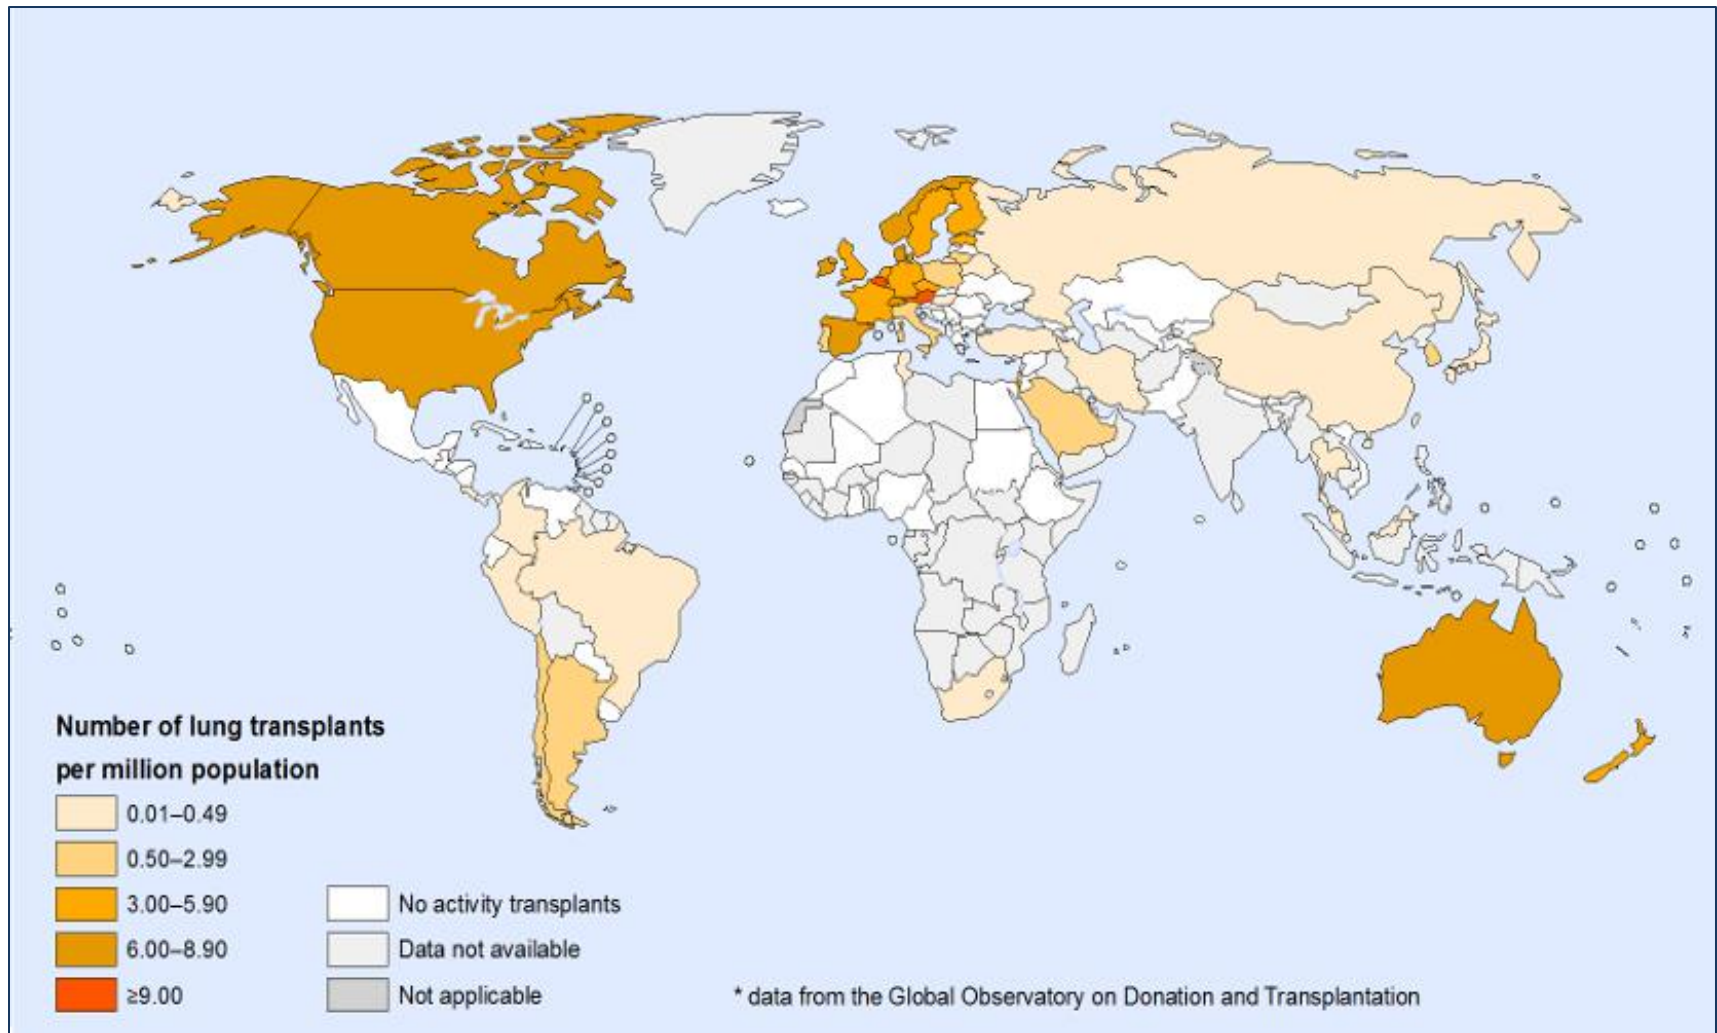 Number of lung transplants
per million population
0.01–0.49
0.50–2.99
3.00–5.90
6.00–8.90
≥9.00
No activity transplants
Data not available
Not applicable
* data from the Global Observatory on Donation and Transplantation